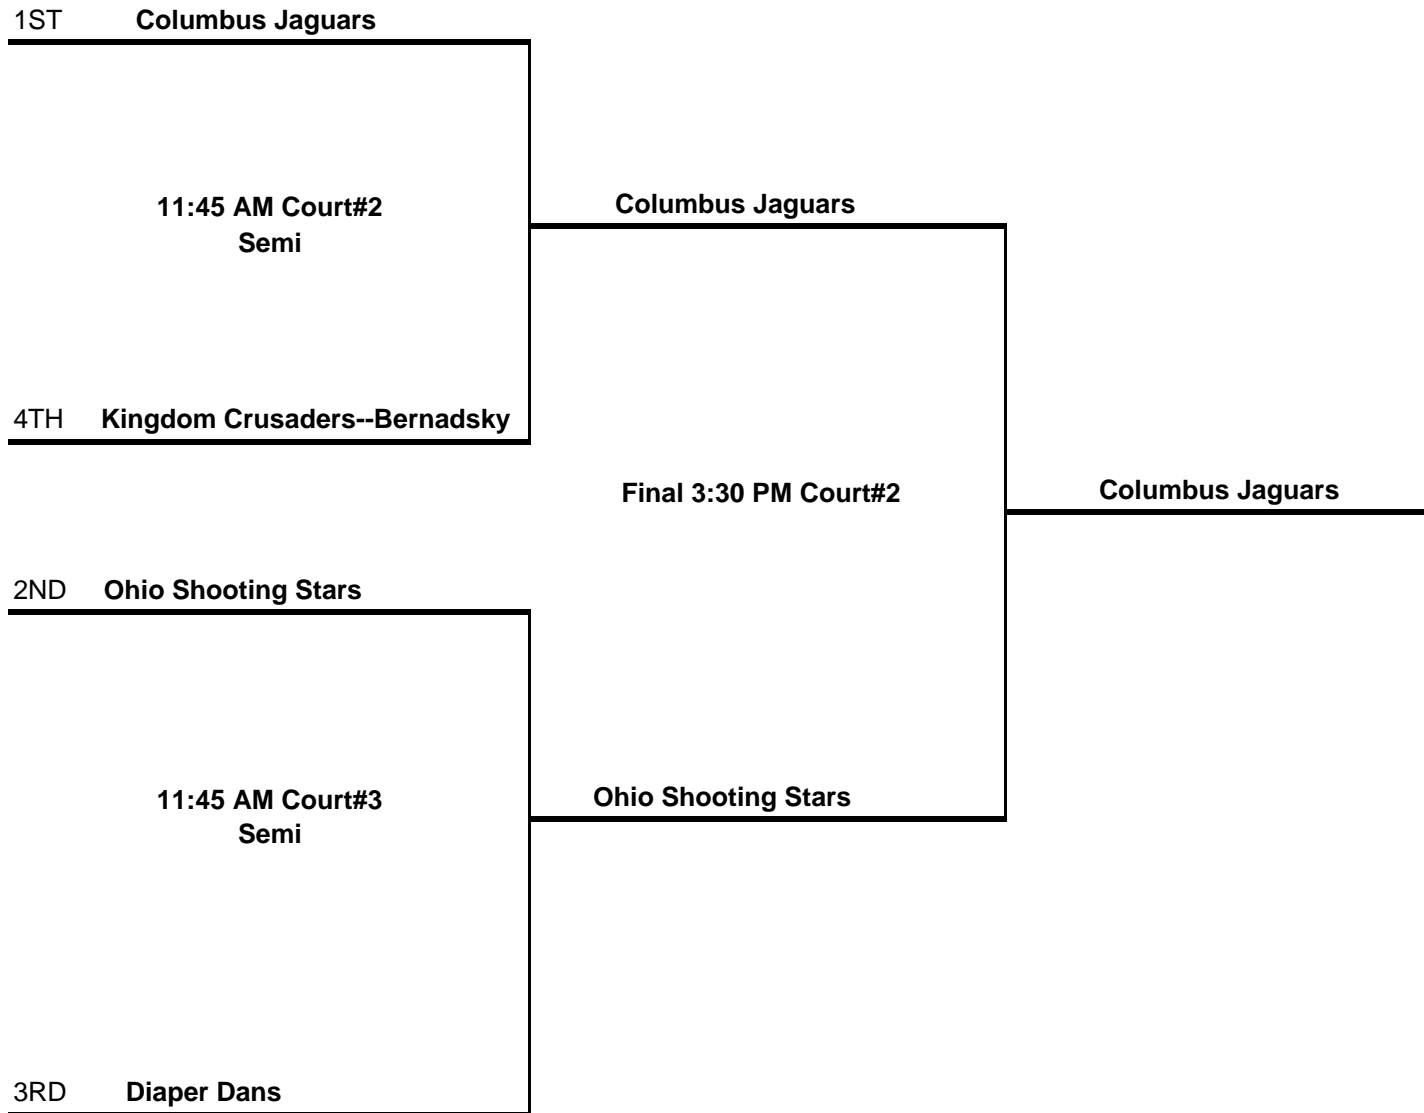 1ST Columbus Jaguars
11:45 AM Court#2
Semi
Columbus Jaguars
4TH Kingdom Crusaders--Bernadsky
Final 3:30 PM Court#2
Columbus Jaguars
2ND Ohio Shooting Stars
11:45 AM Court#3
Semi
Ohio Shooting Stars
3RD Diaper Dans